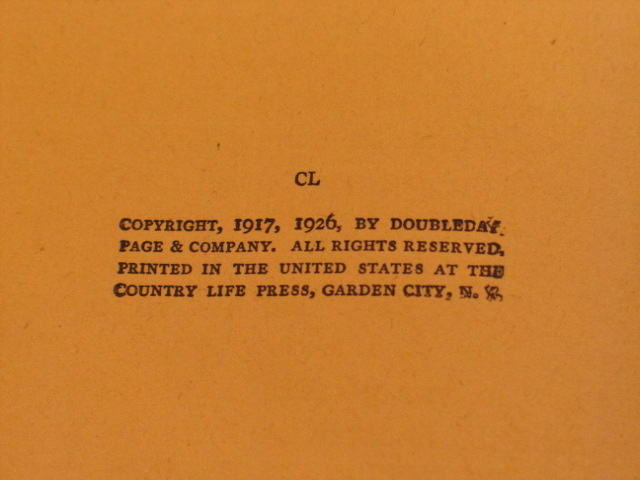 CL
COPYRIGHT, 1917, 1926, BY DOUBLEDAY
PAGE & COMPANY. ALL RIGHTS RESERVED,
PRINTED IN THE UNITED STATES AT THE
COUNTRY LIFE PRESS, GARDEN CITY, N. Y.